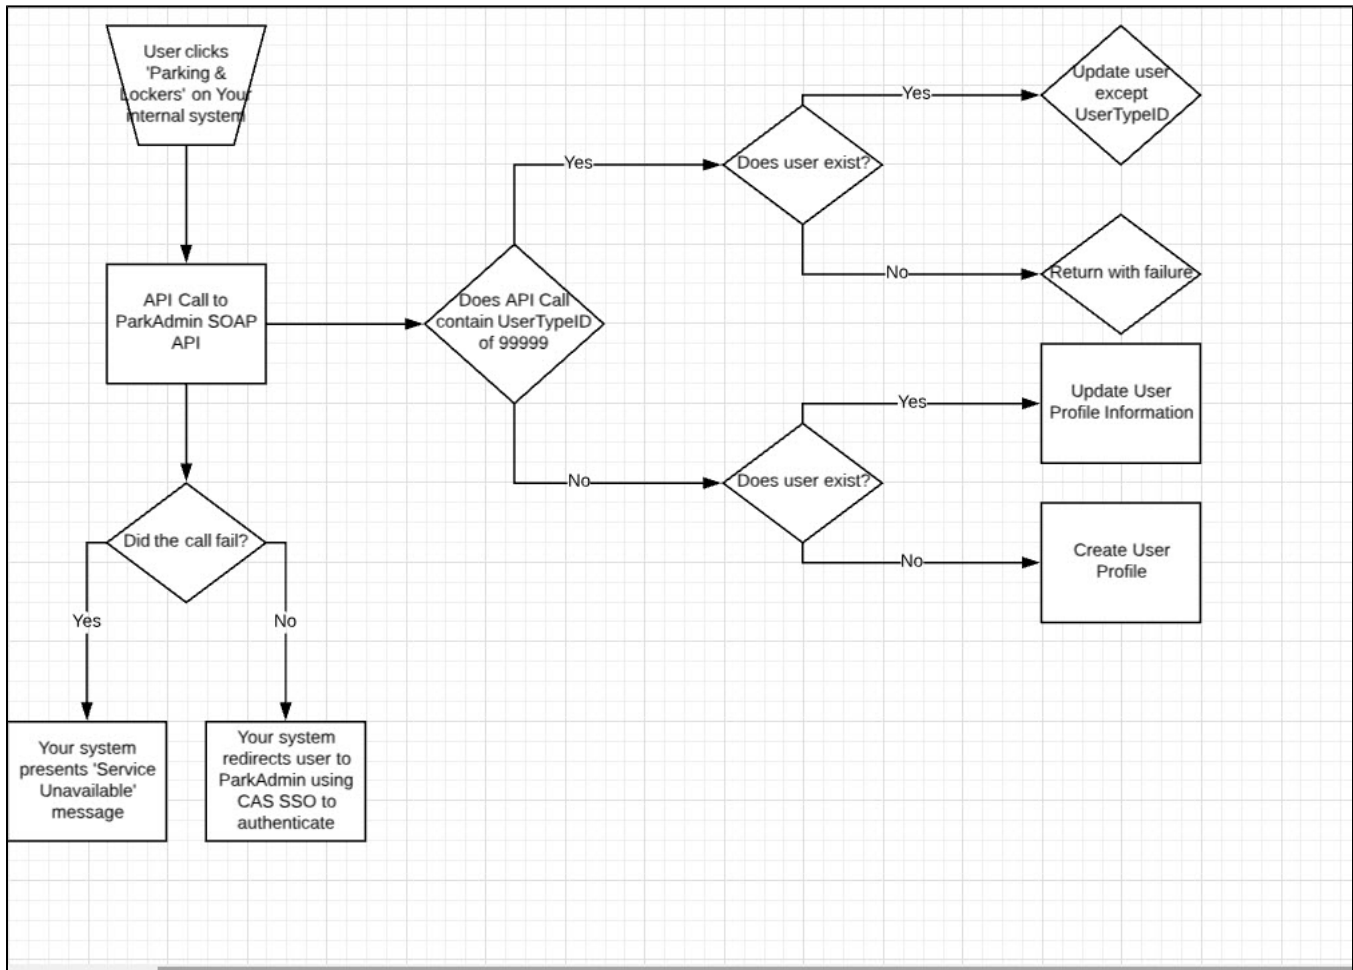 User clicks
'Parking &
Lockers' on Your
internal system
API Call to
ParkAdmin SOAP
API
Did the call fail?
Yes
No
Your system
presents 'Service
Unavailable'
message
Your system
redirects user to
ParkAdmin using
CAS SSO to
authenticate
Does API Call
contain UserTypeID
of 99999
Yes
No
Does user exist?
Yes
No
Update user
except
UserTypeID
Return with failure
Does user exist?
Yes
No
Update User
Profile Information
Create User
Profile